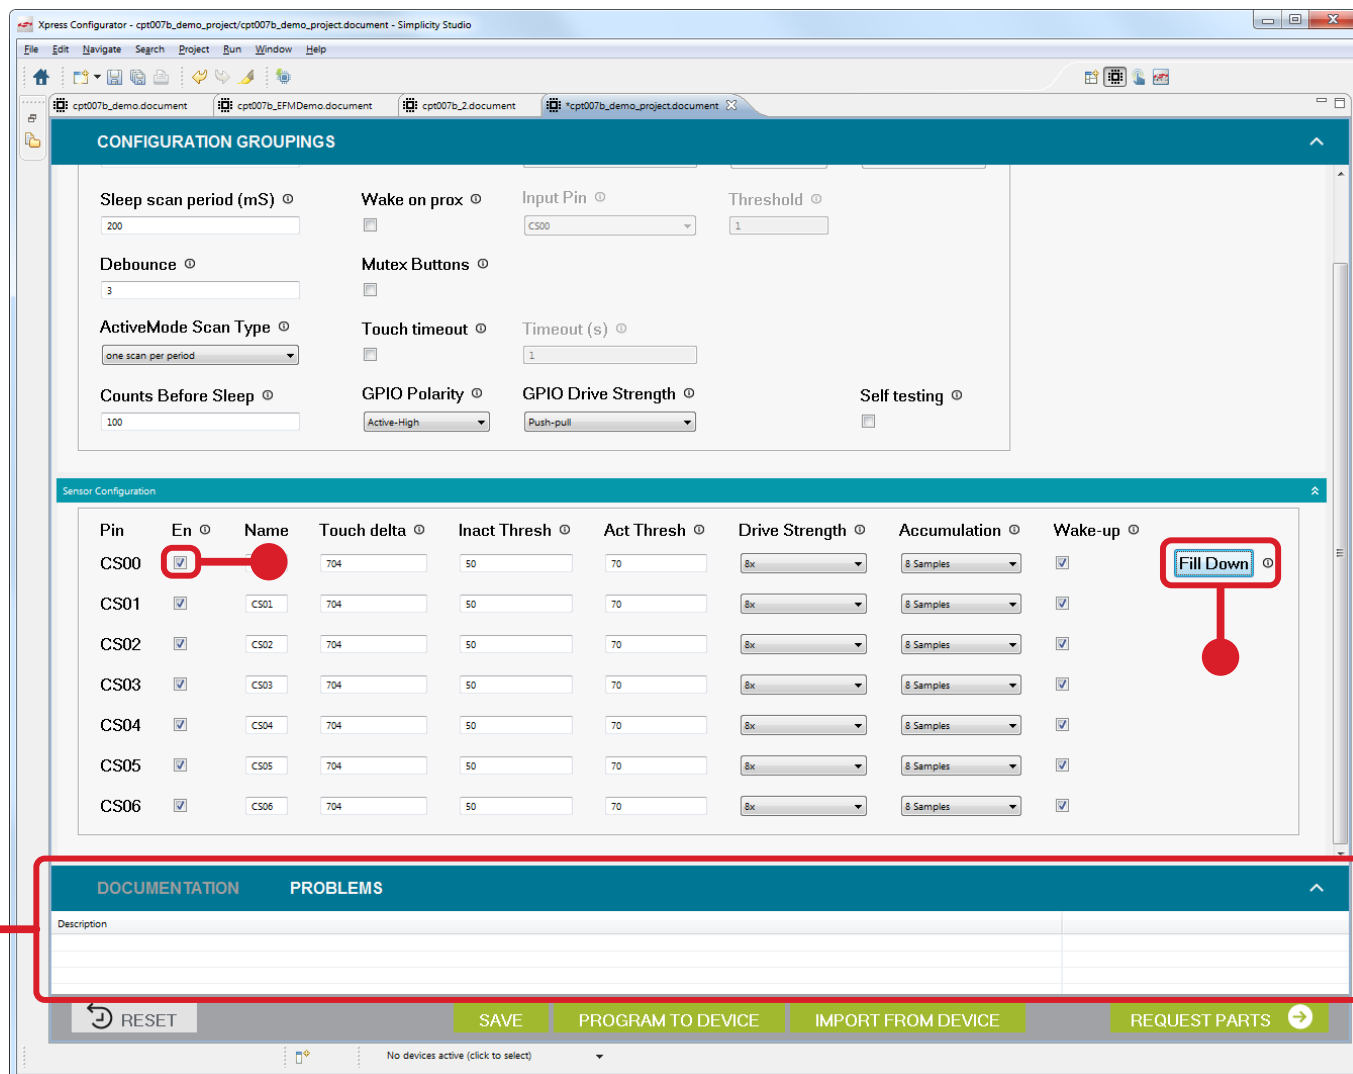 Xpress Configurator - cpt007b_demo_project/cpt007b_demo_project.document - Simplicity Studio
File Edit Navigate Search Project Run Window Help
cpt007b_demo.document cpt007b_EFMDemo.document cpt007b_2.document *cpt007b_demo_project.document
CONFIGURATION GROUPINGS
Sleep scan period (mS) Wake on prox Input Pin Threshold
200 CS00 1
Debounce Mutex Buttons
3
ActiveMode Scan Type Touch timeout Timeout (s)
one scan per period 1
Counts Before Sleep GPIO Polarity GPIO Drive Strength Self testing
100 Active-High Push-pull
Sensor Configuration
Pin En Name Touch delta Inact Thresh Act Thresh Drive Strength Accumulation Wake-up
CS00 704 50 70 8x 8 Samples Fill Down
CS01 CS01 704 50 70 8x 8 Samples
CS02 CS02 704 50 70 8x 8 Samples
CS03 CS03 704 50 70 8x 8 Samples
CS04 CS04 704 50 70 8x 8 Samples
CS05 CS05 704 50 70 8x 8 Samples
CS06 CS06 704 50 70 8x 8 Samples
DOCUMENTATION PROBLEMS
Description
RESET SAVE PROGRAM TO DEVICE IMPORT FROM DEVICE REQUEST PARTS
No devices active (click to select)